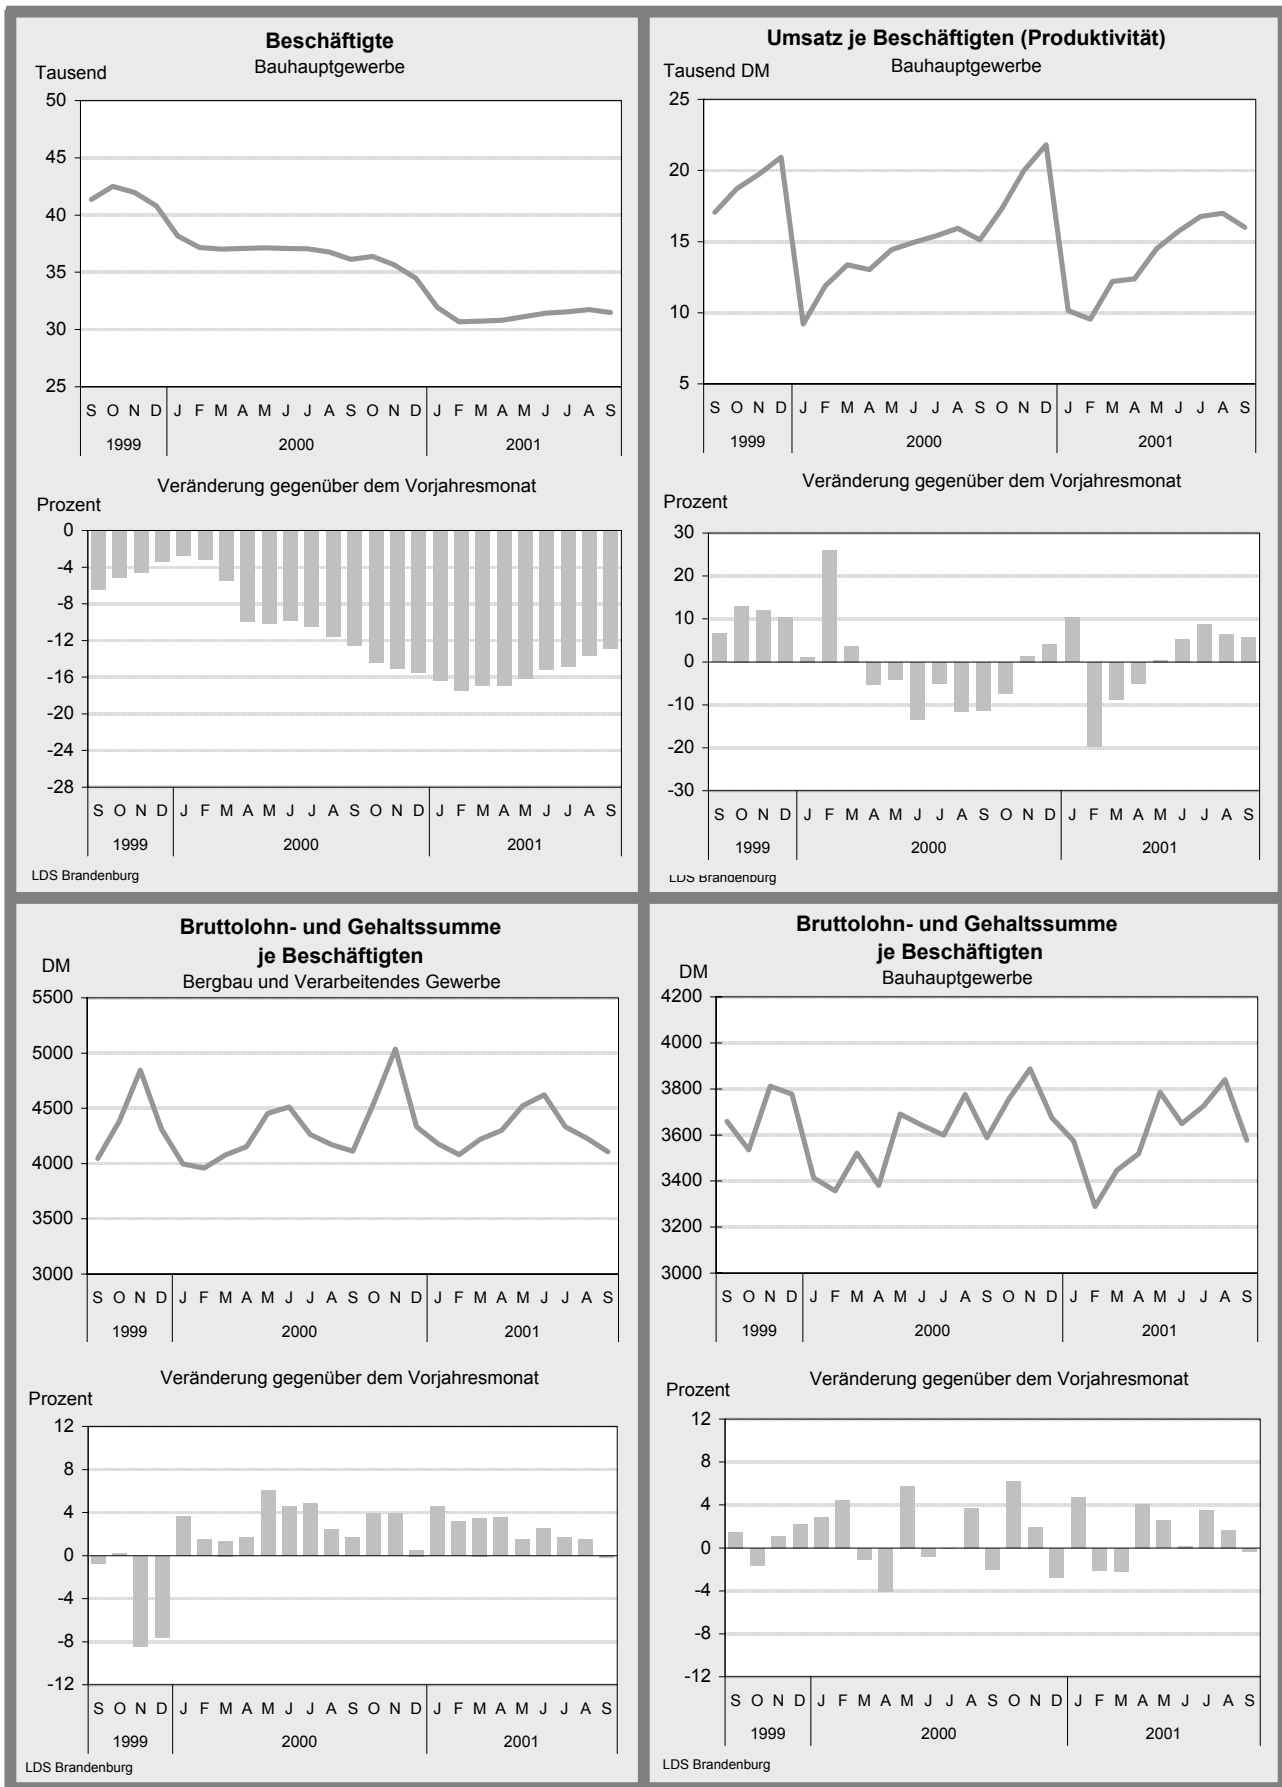 Beschäftigte
Bauhauptgewerbe
Tausend
50
45
40
35
30
25
S O N D J F M A M J J A S O N D J F M A M J J A S
1999 2000 2001
Veränderung gegenüber dem Vorjahresmonat
Prozent
0
-4
-8
-12
-16
-20
-24
-28
S O N D J F M A M J J A S O N D J F M A M J J A S
1999 2000 2001
LDS Brandenburg
Umsatz je Beschäftigten (Produktivität)
Bauhauptgewerbe
Tausend DM
25
20
15
10
5
S O N D J F M A M J J A S O N D J F M A M J J A S
1999 2000 2001
Veränderung gegenüber dem Vorjahresmonat
Prozent
30
20
10
0
-10
-20
-30
S O N D J F M A M J J A S O N D J F M A M J J A S
1999 2000 2001
LDS Brandenburg
Bruttolohn- und Gehaltssumme
je Beschäftigten
DM
Bergbau und Verarbeitendes Gewerbe
5500
5000
4500
4000
3500
3000
S O N D J F M A M J J A S O N D J F M A M J J A S
1999 2000 2001
Veränderung gegenüber dem Vorjahresmonat
Prozent
12
8
4
0
-4
-8
-12
S O N D J F M A M J J A S O N D J F M A M J J A S
1999 2000 2001
LDS Brandenburg
Bruttolohn- und Gehaltssumme
je Beschäftigten
DM
Bauhauptgewerbe
4200
4000
3800
3600
3400
3200
3000
S O N D J F M A M J J A S O N D J F M A M J J A S
1999 2000 2001
Veränderung gegenüber dem Vorjahresmonat
Prozent
12
8
4
0
-4
-8
-12
S O N D J F M A M J J A S O N D J F M A M J J A S
1999 2000 2001
LDS Brandenburg